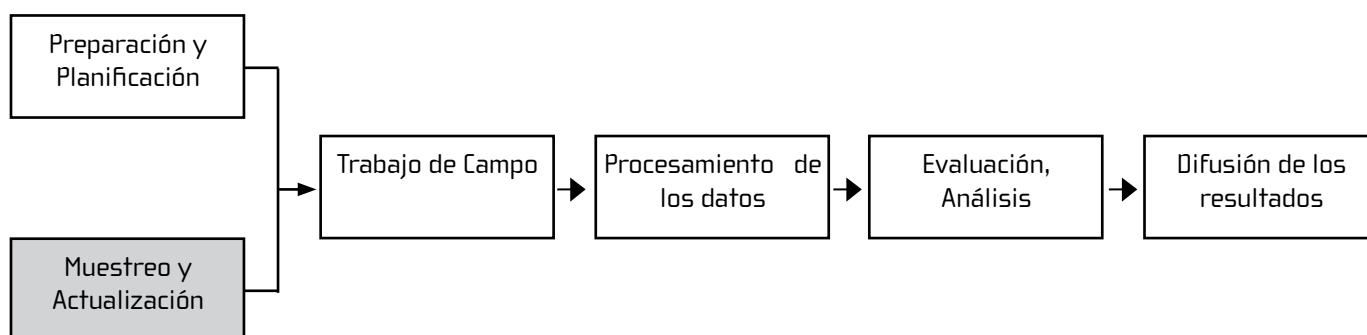 Preparación y
Planificación
Trabajo de Campo
Procesamiento de
los datos
Evaluación,
Análisis
Difusión de los
resultados
Muestreo y
Actualización